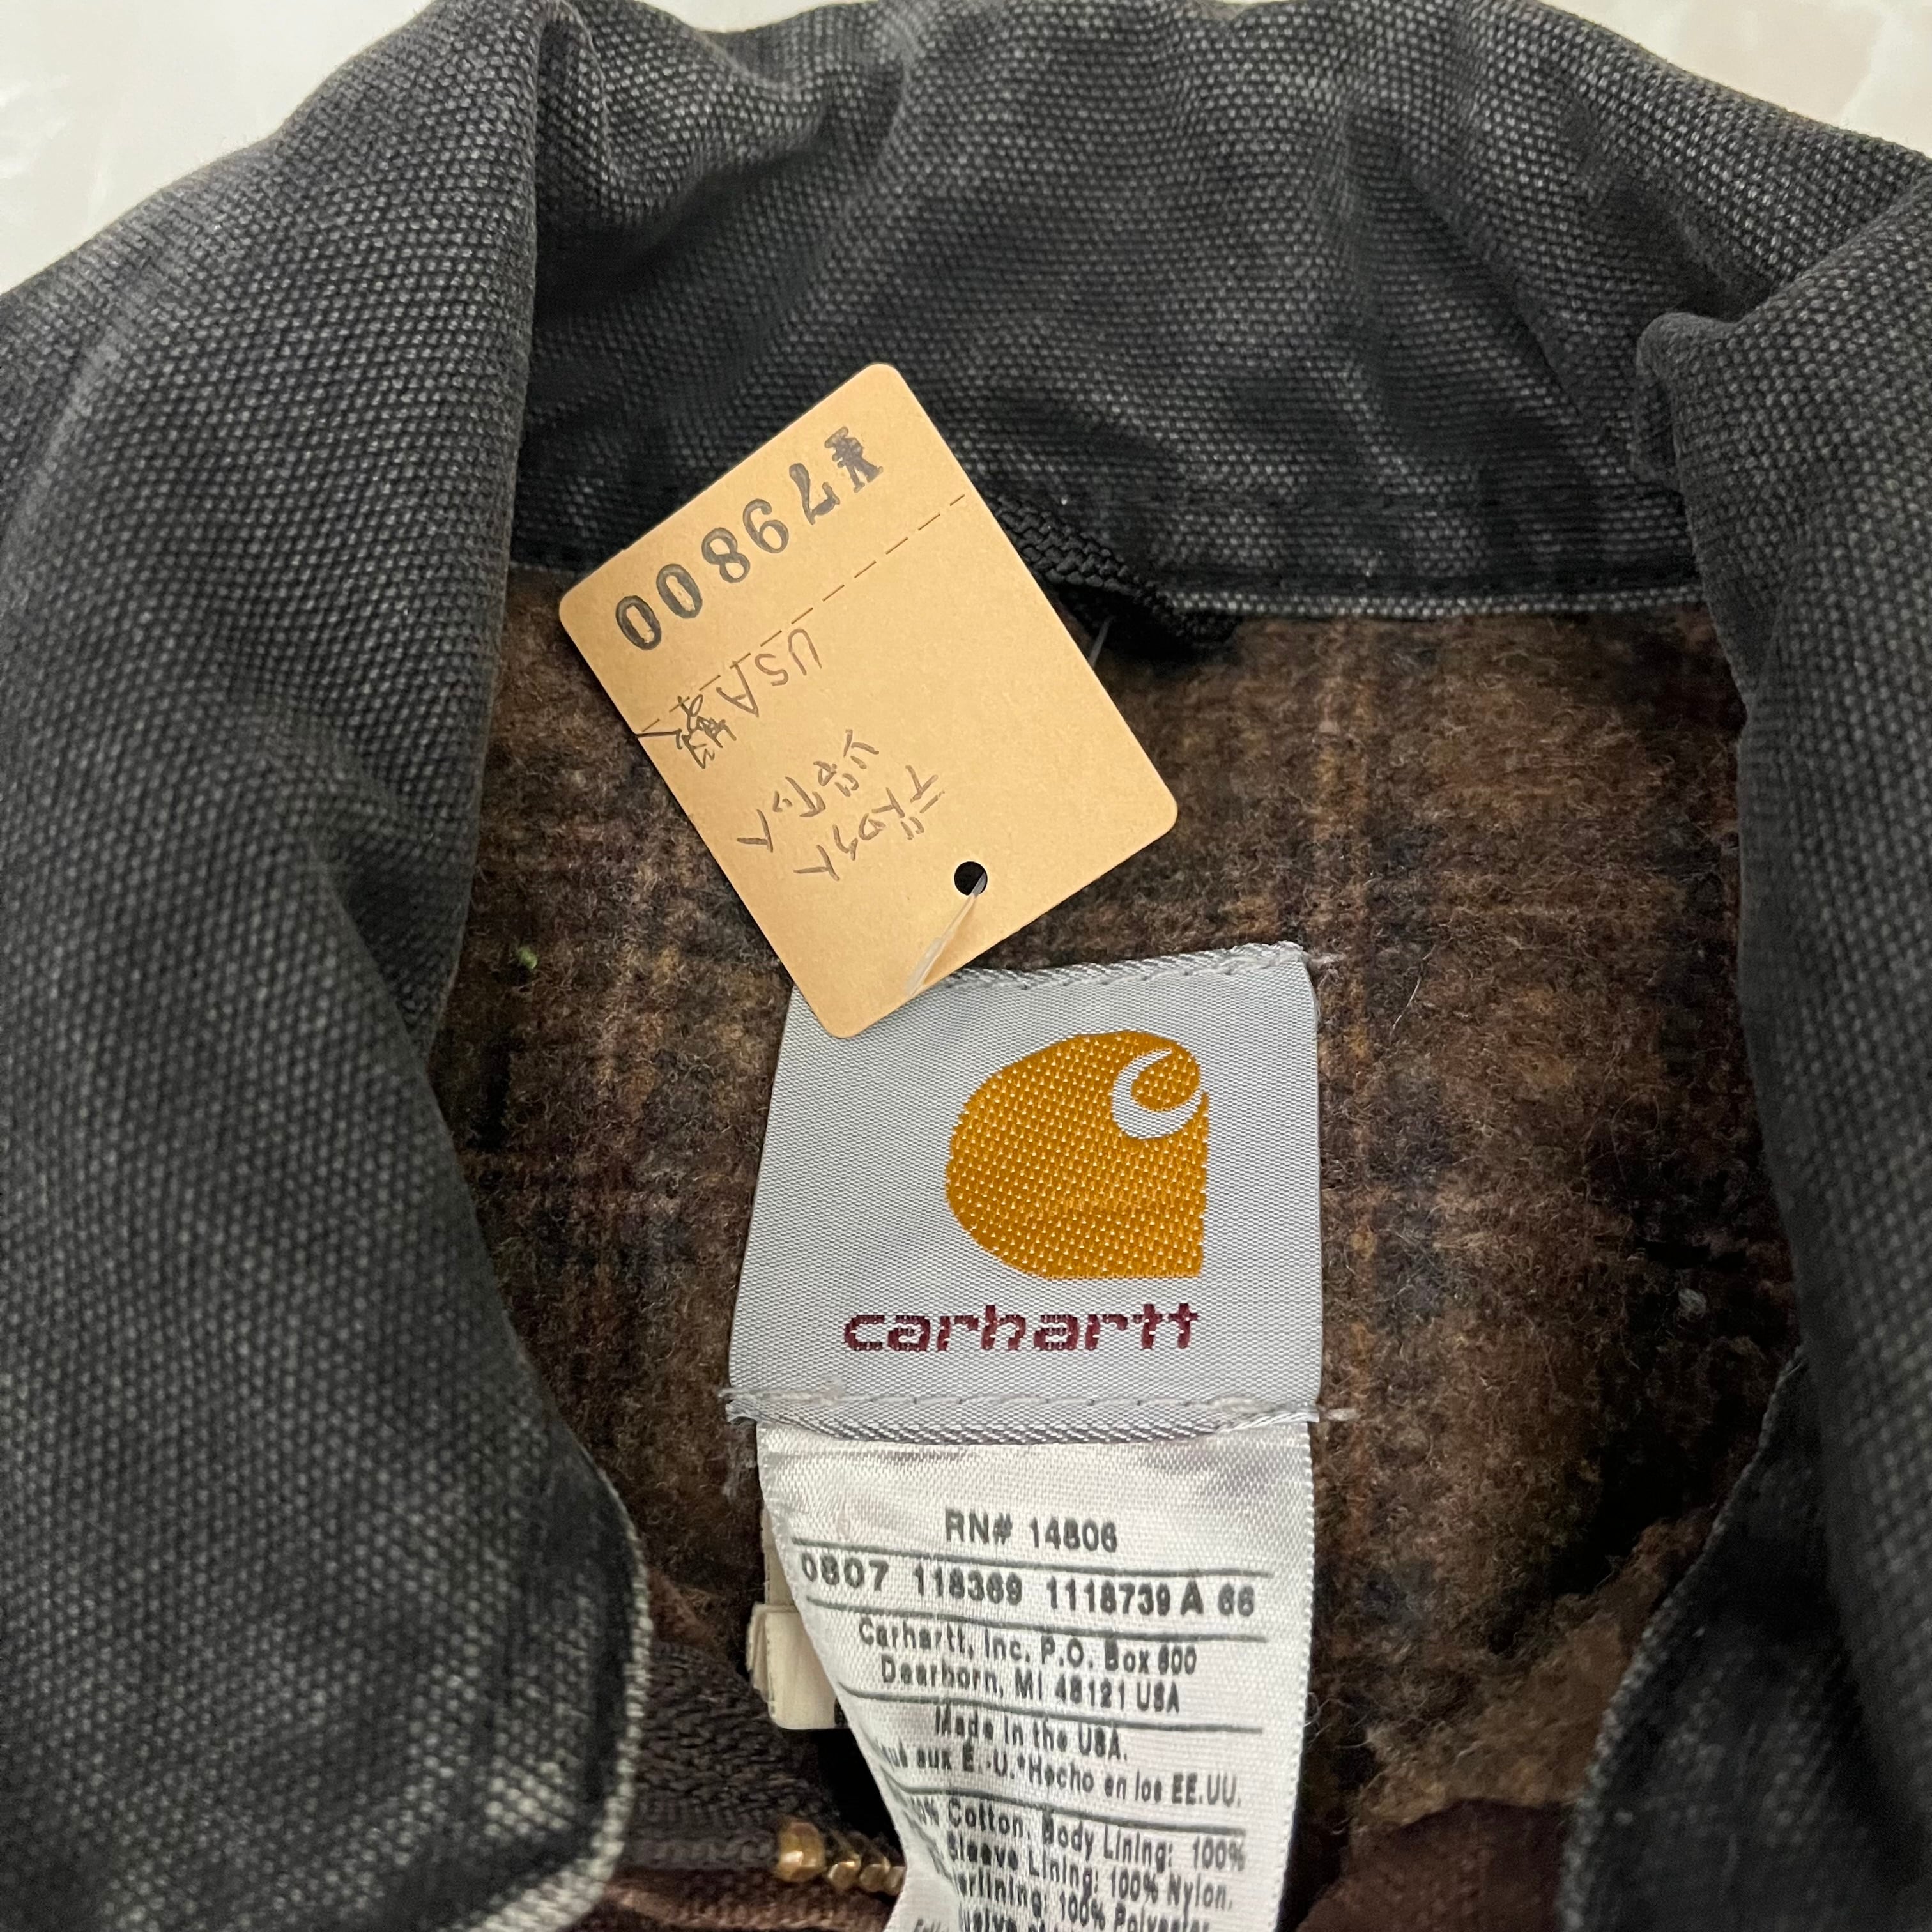 デトロイト
ジャケット
USA製
¥79800
carhartt
RN# 14806
0807 118369 1118739 A 66
Carhartt, Inc. P.O. Box 600
Dearborn, MI 48121 USA
Made in the USA.
aux É.-U.*Hecho en los EE.UU.
Cotton. Body Lining: 100%
Sleeve Lining: 100% Nylon.
100% Polyester